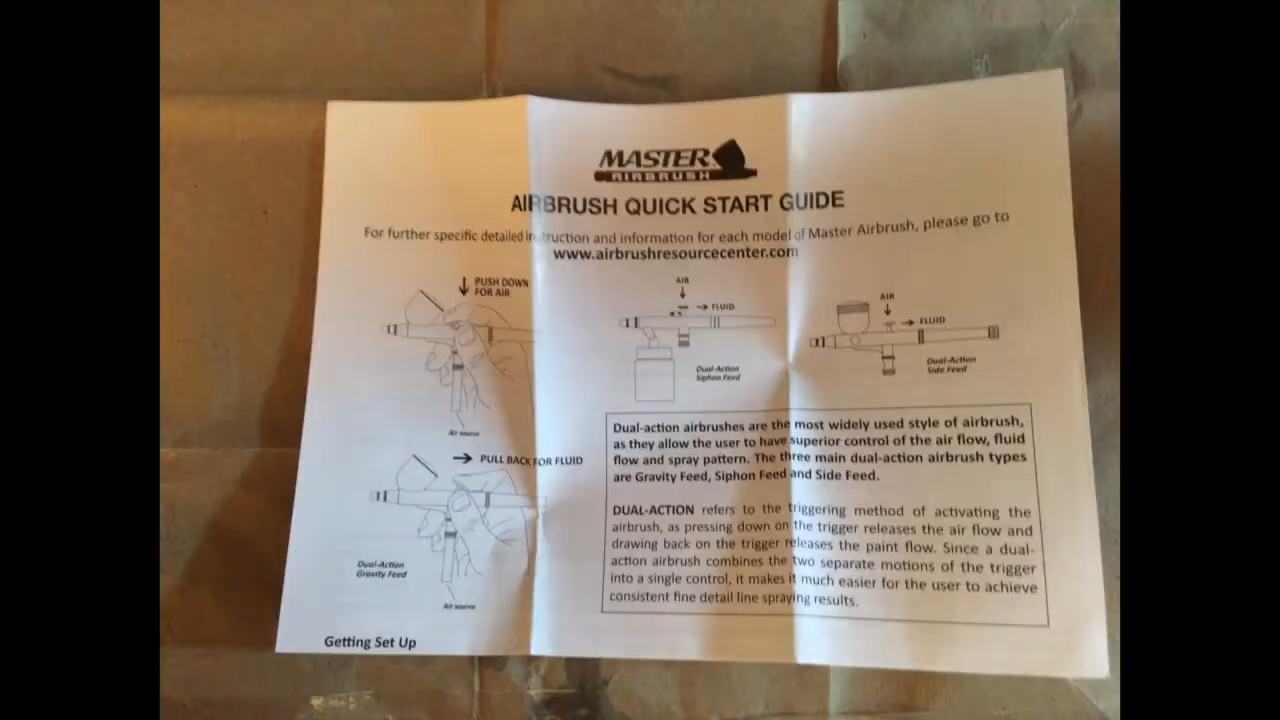 MASTER
AIRBRUSH
AIRBRUSH QUICK START GUIDE
For further specific detailed instruction and information for each model of Master Airbrush, please go to
www.airbrushresourcecenter.com
PUSH DOWN
FOR AIR
Air source
PULL BACK FOR FLUID
Dual-Action
Gravity Feed
Air source
AIR
FLUID
Dual-Action
Siphon Feed
AIR
FLUID
Dual-Action
Side Feed
Dual-action airbrushes are the most widely used style of airbrush,
as they allow the user to have superior control of the air flow, fluid
flow and spray pattern. The three main dual-action airbrush types
are Gravity Feed, Siphon Feed and Side Feed.
DUAL-ACTION refers to the triggering method of activating the
airbrush, as pressing down on the trigger releases the air flow and
drawing back on the trigger releases the paint flow. Since a dual-
action airbrush combines the two separate motions of the trigger
into a single control, it makes it much easier for the user to achieve
consistent fine detail line spraying results.
Getting Set Up